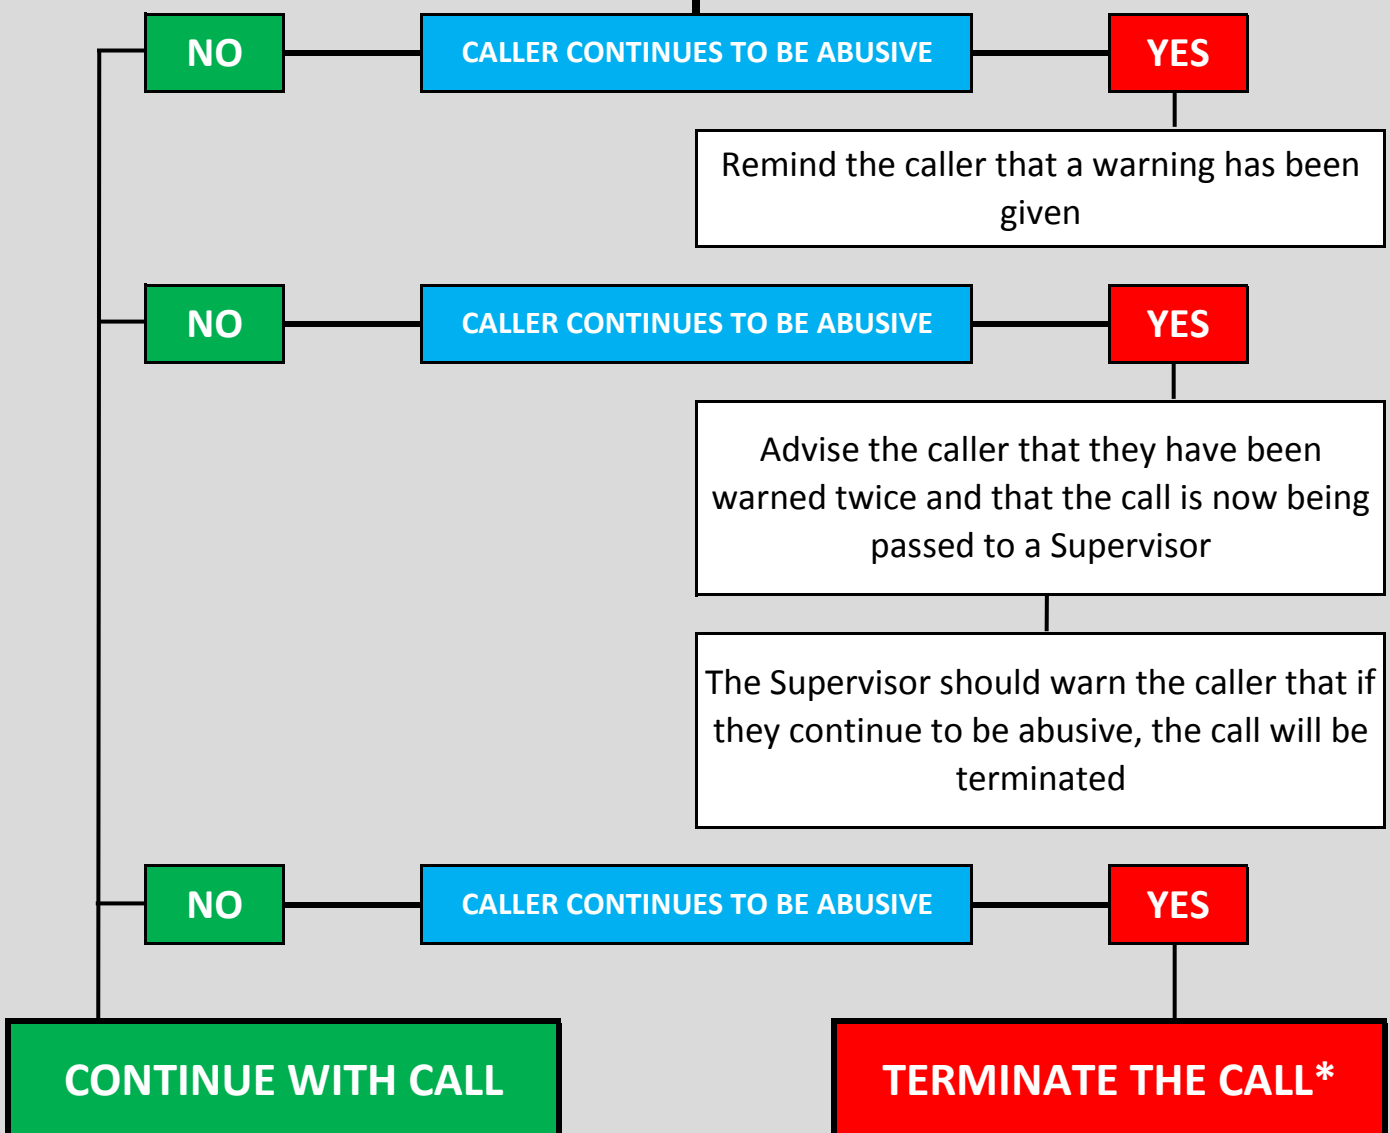 NO
CALLER CONTINUES TO BE ABUSIVE
YES
Remind the caller that a warning has been
given
NO
CALLER CONTINUES TO BE ABUSIVE
YES
Advise the caller that they have been
warned twice and that the call is now being
passed to a Supervisor
The Supervisor should warn the caller that if
they continue to be abusive, the call will be
terminated
NO
CALLER CONTINUES TO BE ABUSIVE
YES
CONTINUE WITH CALL
TERMINATE THE CALL*